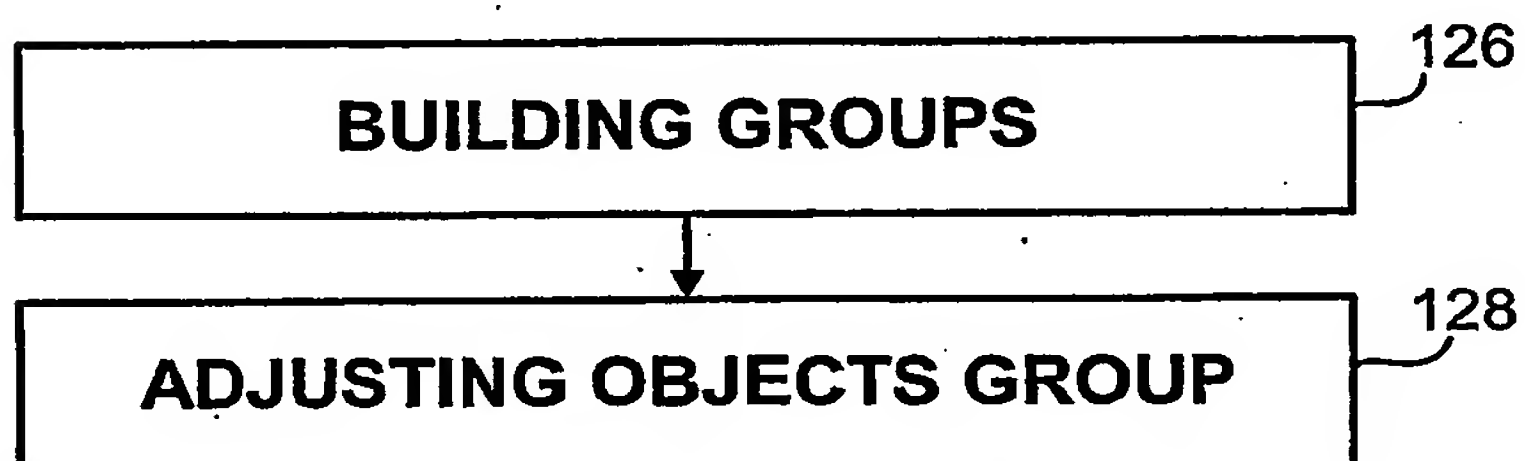 126
BUILDING GROUPS
128
ADJUSTING OBJECTS GROUP